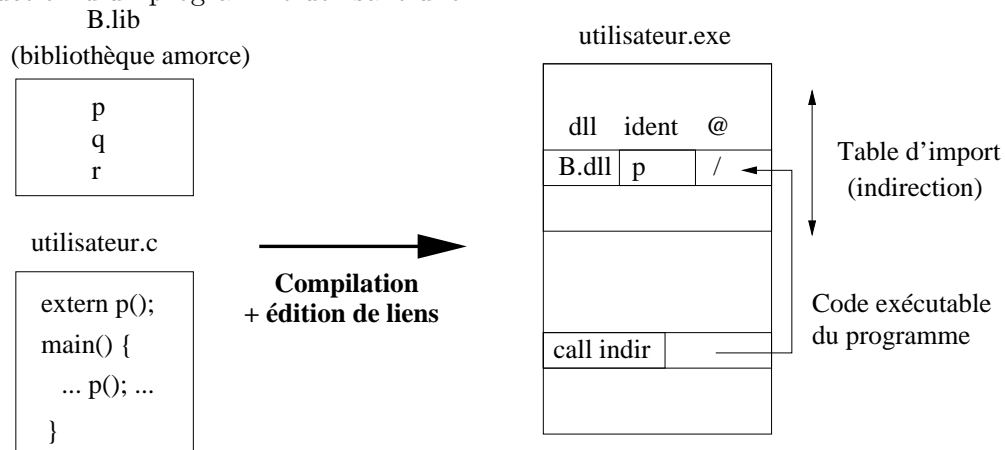 B.lib
(bibliothèque amorce)
p
q
r
utilisateur.c
extern p();
main() {
... p(); ...
}
Compilation
+ édition de liens
utilisateur.exe
dll ident @
B.dll p /
call indir
Table d'import
(indirection)
Code exécutable
du programme